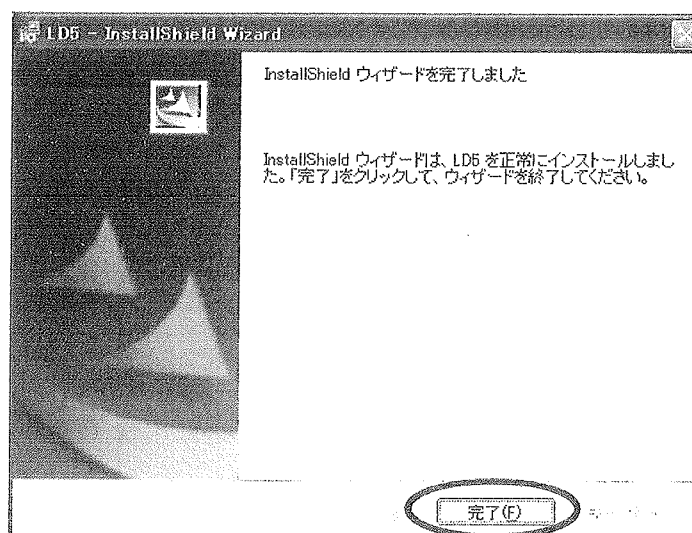 LD5 - InstallShield Wizard
InstallShield ウィザードを完了しました
InstallShield ウィザードは、LD5 を正常にインストールしまし
た。「完了」をクリックして、ウィザードを終了してください。
完了(F)